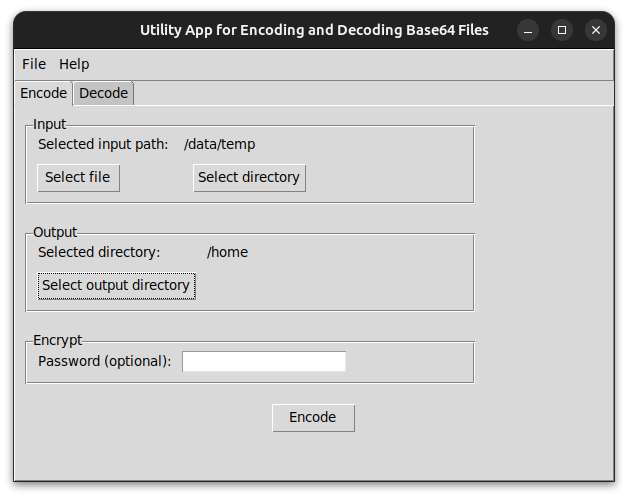 Utility App for Encoding and Decoding Base64 Files
File Help
Encode Decode
Input
Selected input path: /data/temp
Select file Select directory
Output
Selected directory: /home
Select output directory
Encrypt
Password (optional):
Encode